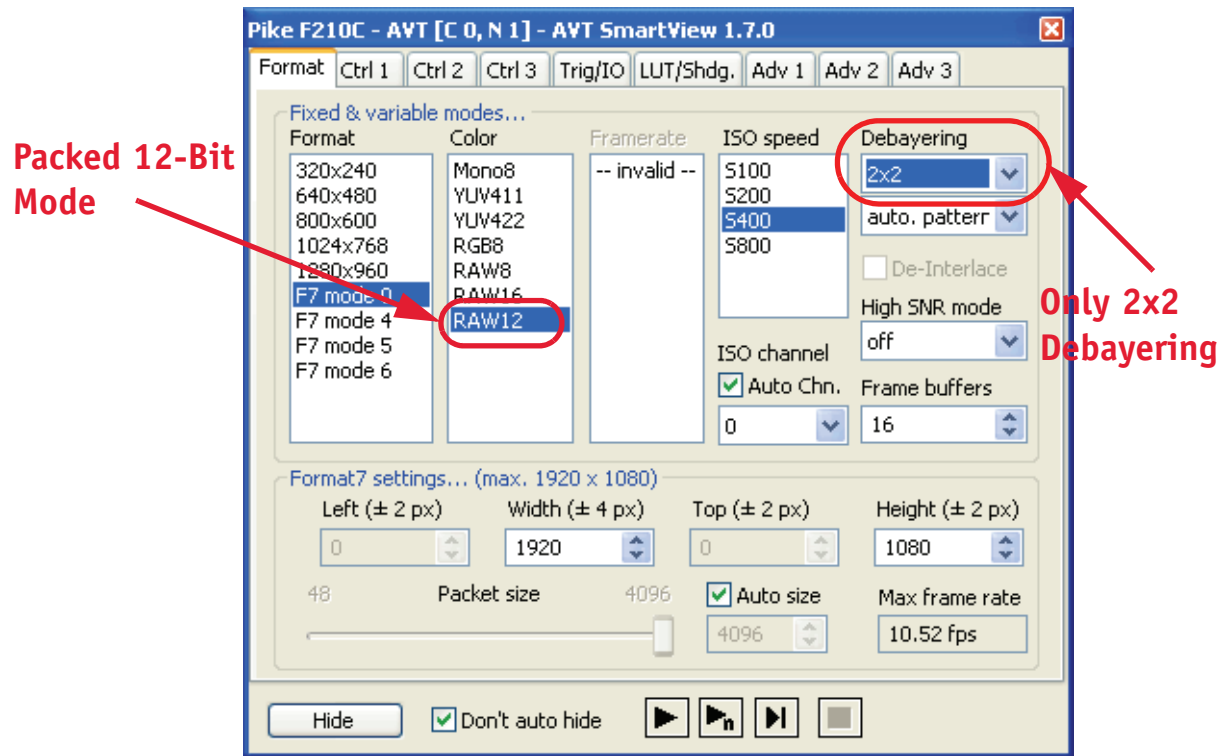 Pike F210C - AVT [C 0, N 1] - AVT SmartView 1.7.0
Format Ctrl 1 Ctrl 2 Ctrl 3 Trig/IO LUT/Shdg. Adv 1 Adv 2 Adv 3
Fixed & variable modes...
Format
320x240
640x480
800x600
1024x768
1280x960
F7 mode 0
F7 mode 4
F7 mode 5
F7 mode 6
Color
Mono8
YUV411
YUV422
RGB8
RAW8
RAW16
RAW12
Framerate
-- invalid --
ISO speed
S100
S200
S400
S800
ISO channel
Auto Chn.
0
Debayering
2x2
auto. patterr
De-Interlace
High SNR mode
off
Frame buffers
16
Packed 12-Bit
Mode
Only 2x2
Debayering
Format7 settings... (max. 1920 x 1080)
Left (± 2 px) Width (± 4 px) Top (± 2 px) Height (± 2 px)
0 1920 0 1080
48 Packet size 4096 Auto size Max frame rate
4096 10.52 fps
Hide Don't auto hide n